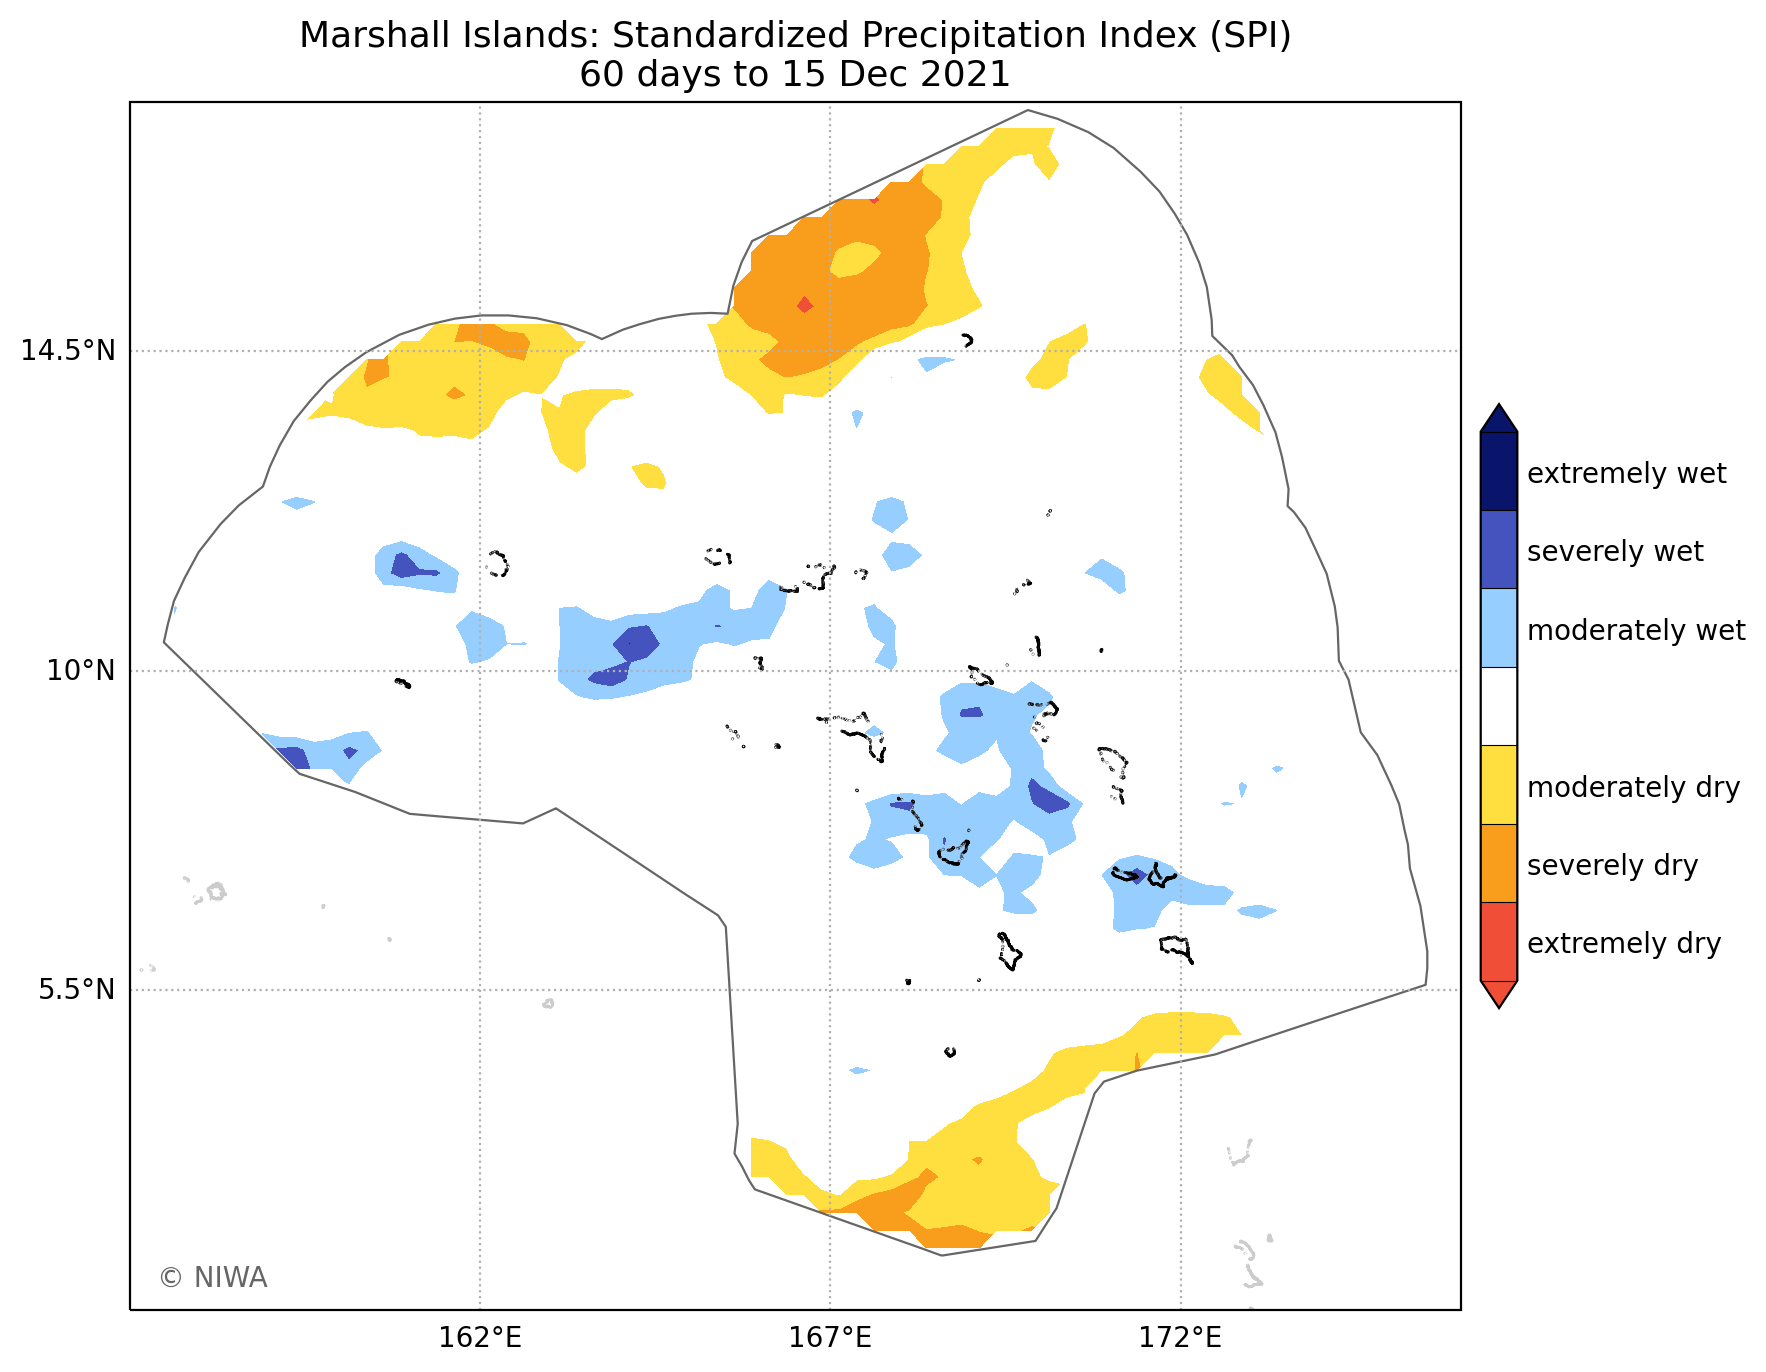 Marshall Islands: Standardized Precipitation Index (SPI)
60 days to 15 Dec 2021
14.5°N
10°N
5.5°N
162°E
167°E
172°E
extremely wet
severely wet
moderately wet
moderately dry
severely dry
extremely dry
© NIWA